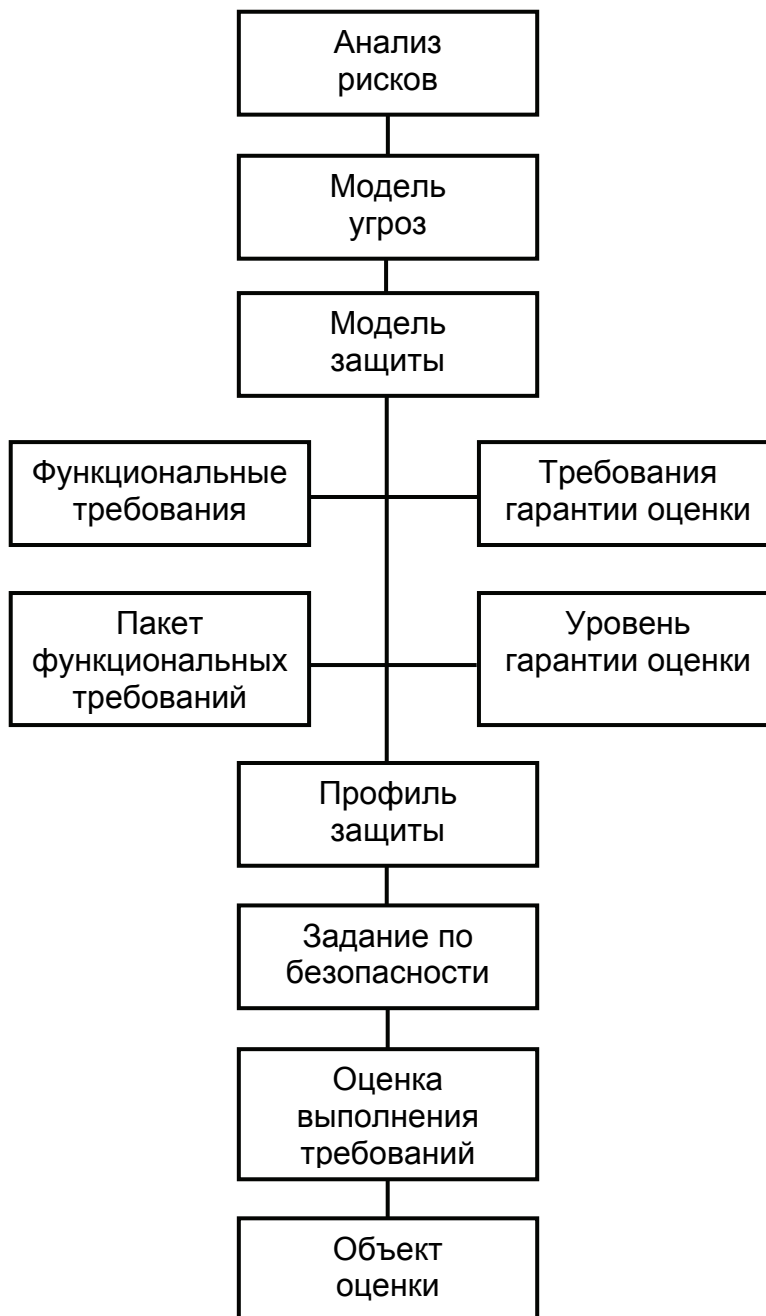 Анализ
рисков
Модель
угроз
Модель
защиты
Функциональные
требования
Требования
гарантии оценки
Пакет
функциональных
требований
Уровень
гарантии оценки
Профиль
защиты
Задание по
безопасности
Оценка
выполнения
требований
Объект
оценки